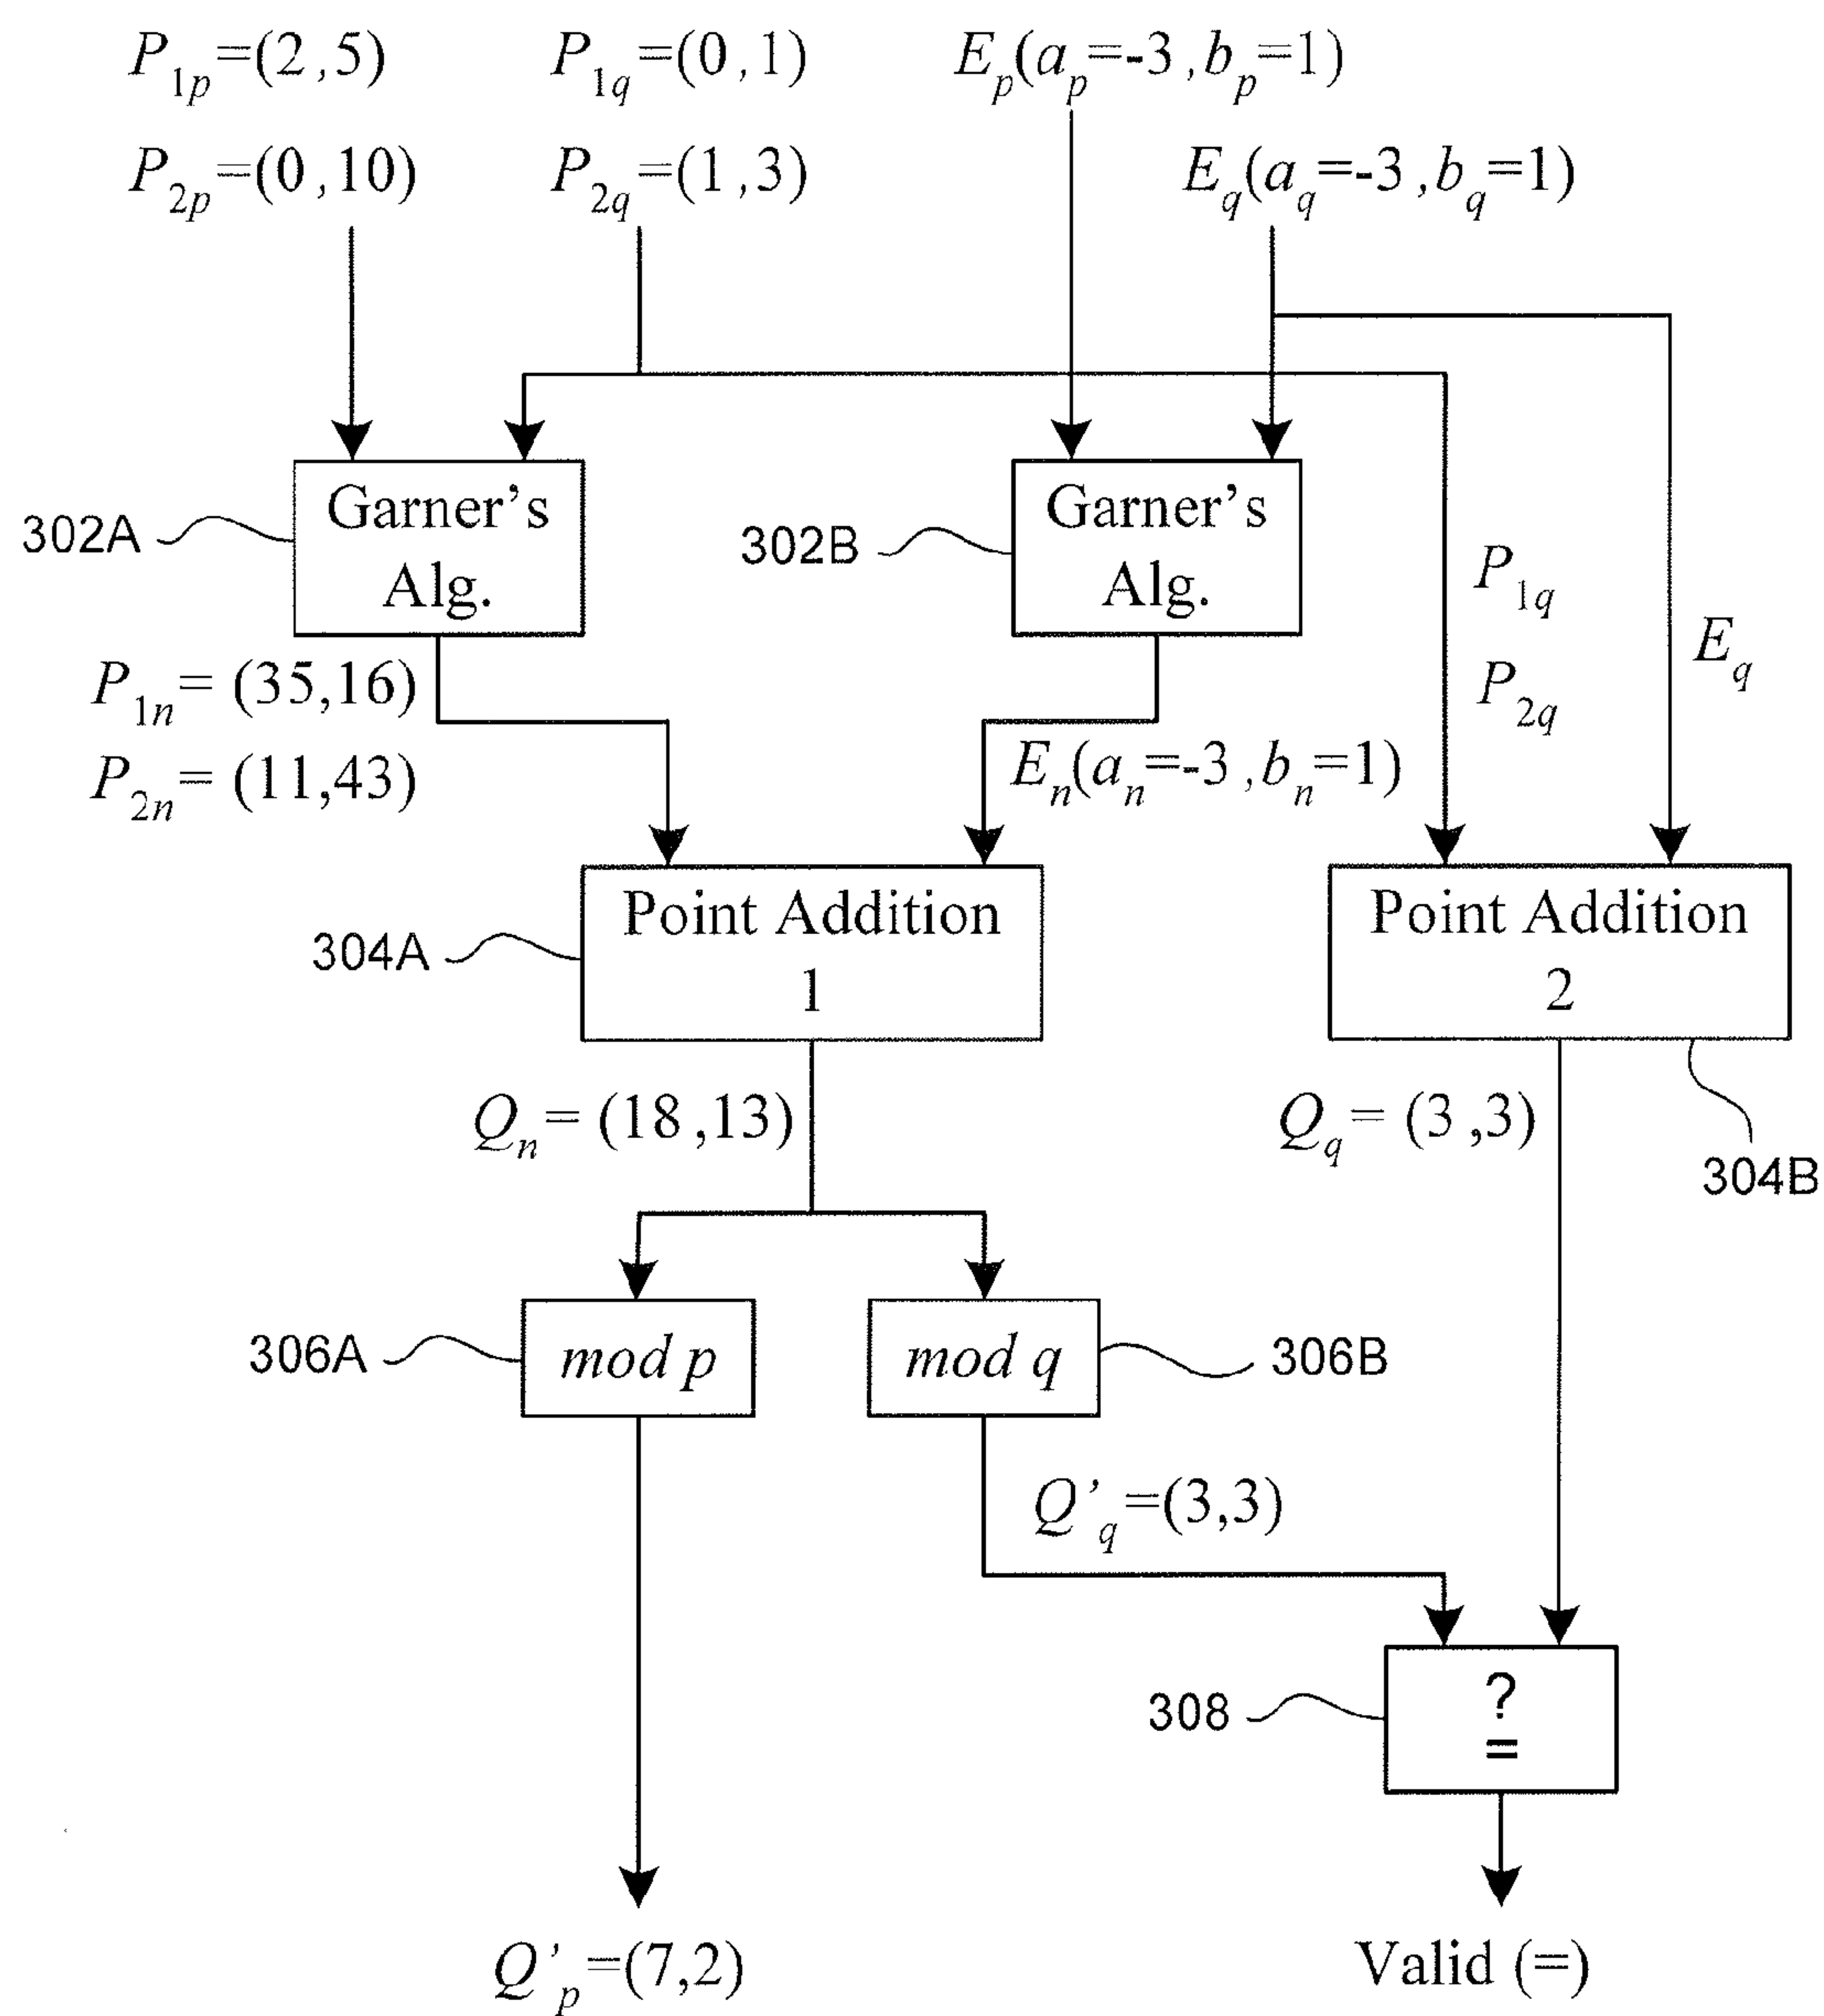 P1p=(2,5) P1q=(0,1) Ep(ap=-3,bp=1)
P2p=(0,10) P2q=(1,3) Eq(aq=-3,bq=1)
302A
Garner's
Alg.
302B
Garner's
Alg.
P1q
P2q
Eq
P1n= (35,16)
P2n= (11,43)
En(an=-3,bn=1)
304A
Point Addition
1
Point Addition
2
304B
Qn= (18,13)
Qq= (3,3)
306A
mod p
mod q
306B
Q'q=(3,3)
308
?
=
Q'p=(7,2)
Valid (=)